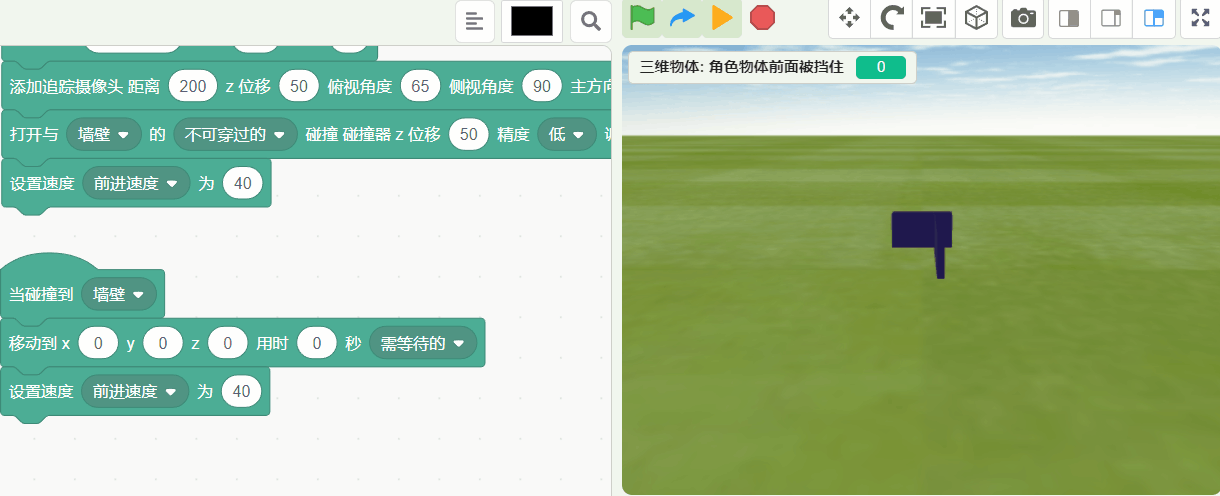 添加追踪摄像头 距离 200 z 位移 50 俯视角度 65 侧视角度 90 主方向
打开与 墙壁 的 不可穿过的 碰撞 碰撞器 z 位移 50 精度 低
设置速度 前进速度 为 40
当碰撞到 墙壁
移动到 x 0 y 0 z 0 用时 0 秒 需等待的
设置速度 前进速度 为 40
三维物体: 角色物体前面被挡住 0